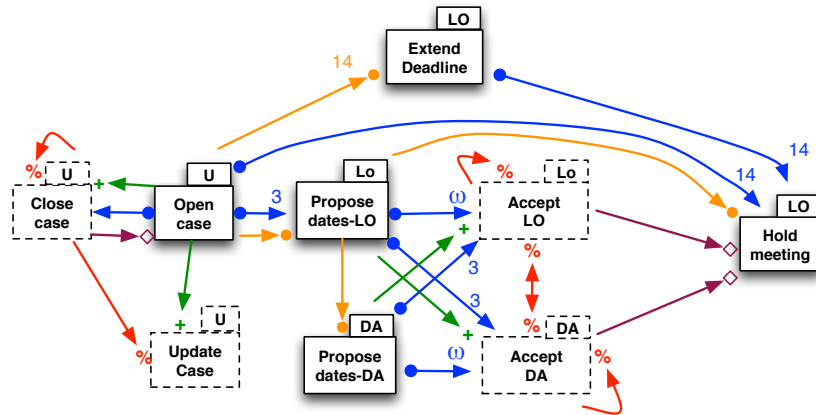 LO
Extend
Deadline
14
14
14
% U
+
U
Close
case
Open
case
3
Lo
Propose
dates-LO
ω
% Lo
Accept
LO
LO
Hold
meeting
+
3
3
%
+
%
U
+
%
Update
Case
DA
Propose
dates-DA
ω
DA
%
Accept
DA